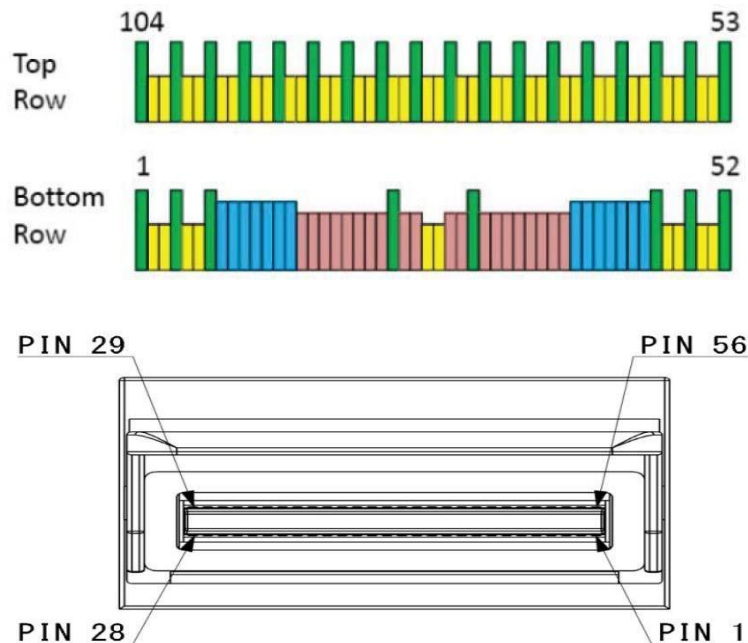 104 53
Top
Row
1 52
Bottom
Row
PIN 29 PIN 56
PIN 28 PIN 1